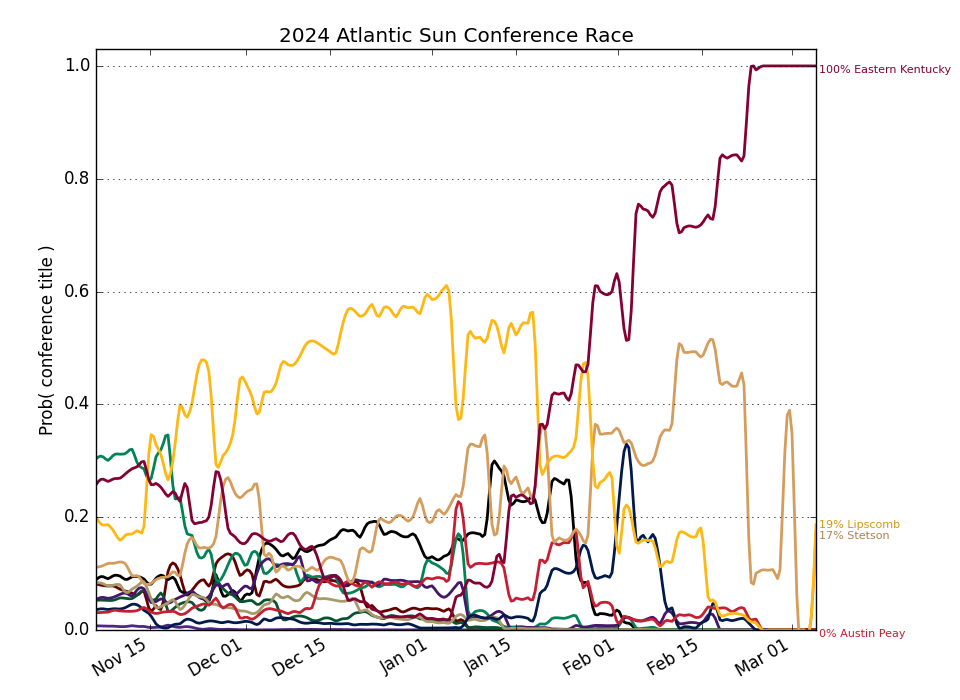 2024 Atlantic Sun Conference Race
Prob( conference title )
1.0
0.8
0.6
0.4
0.2
0.0
Nov 15
Dec 01
Dec 15
Jan 01
Jan 15
Feb 01
Feb 15
Mar 01
100% Eastern Kentucky
19% Lipscomb
17% Stetson
0% Austin Peay